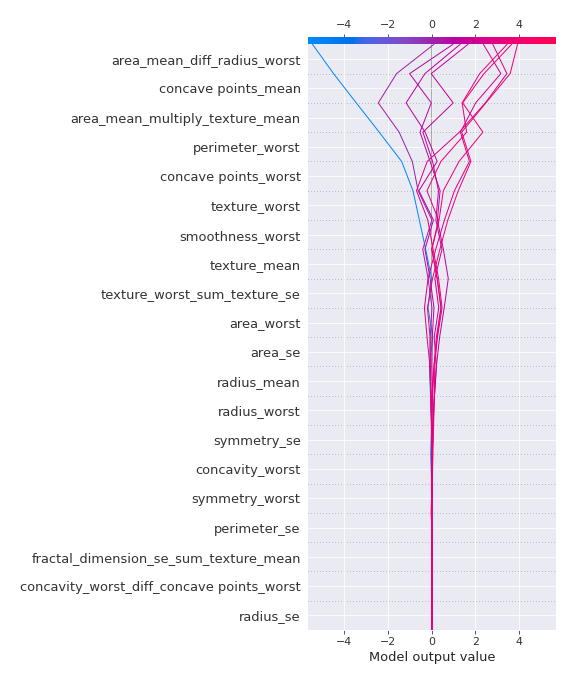 −4 −2 0 2 4
area_mean_diff_radius_worst
concave points_mean
area_mean_multiply_texture_mean
perimeter_worst
concave points_worst
texture_worst
smoothness_worst
texture_mean
texture_worst_sum_texture_se
area_worst
area_se
radius_mean
radius_worst
symmetry_se
concavity_worst
symmetry_worst
perimeter_se
fractal_dimension_se_sum_texture_mean
concavity_worst_diff_concave points_worst
radius_se
−4 −2 0 2 4
Model output value